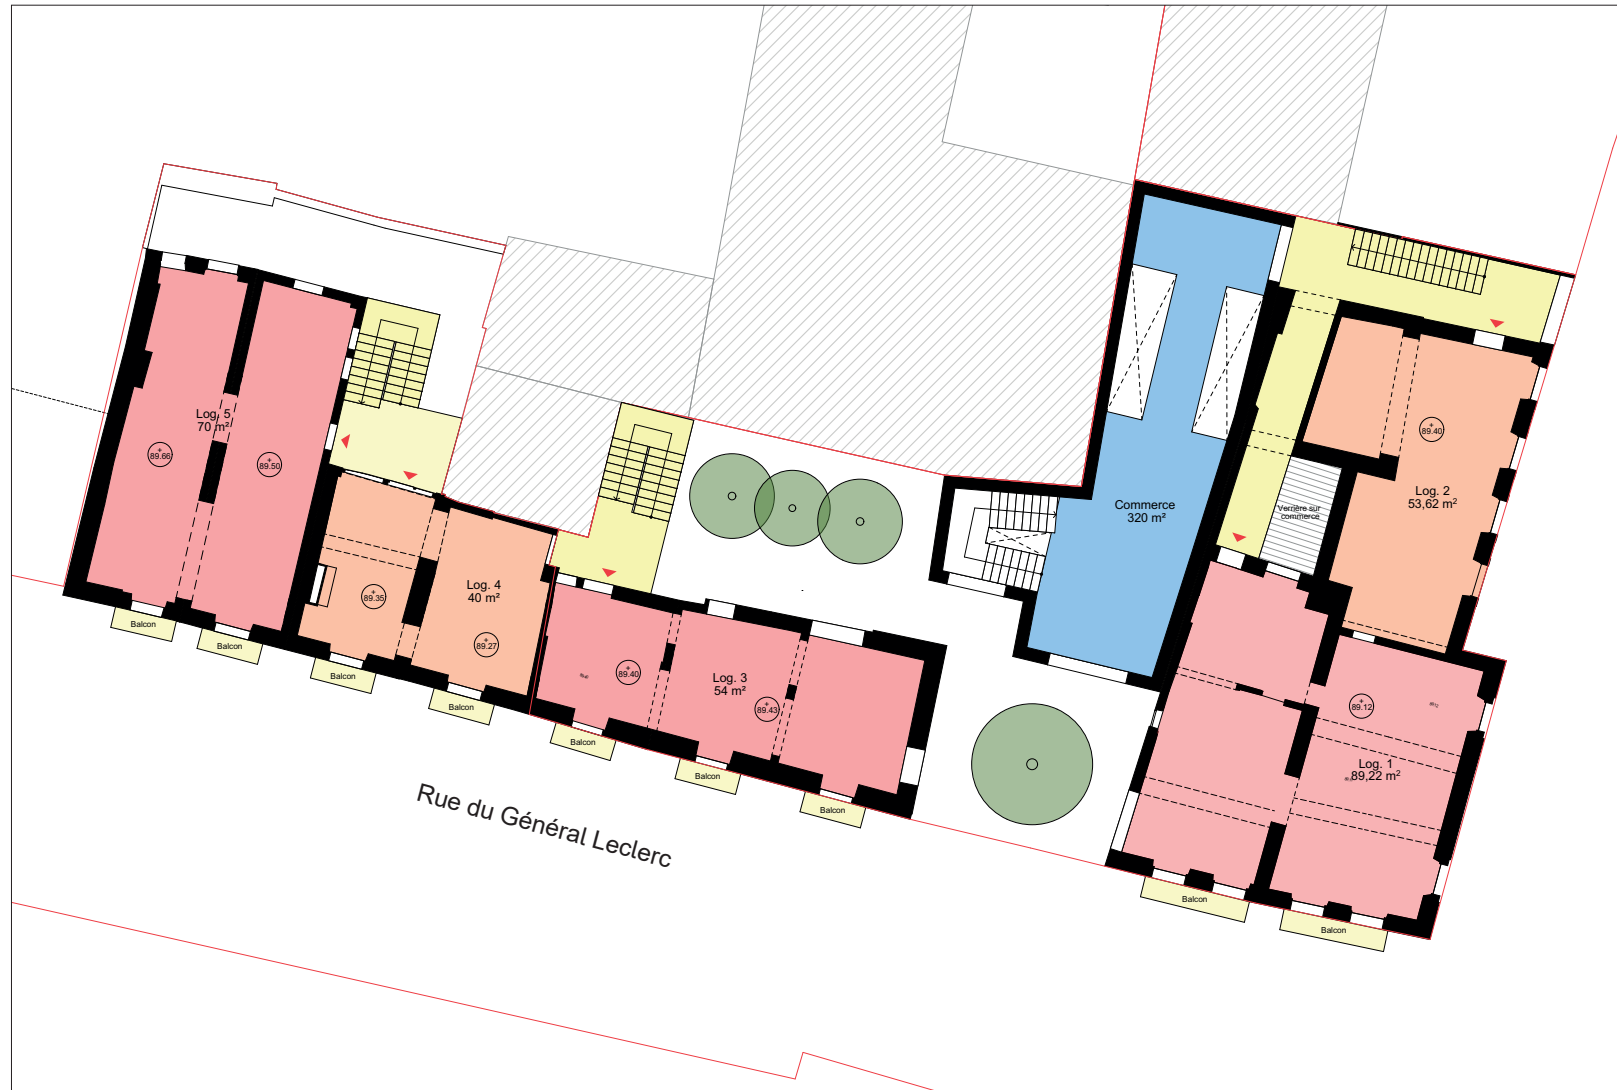 Log. 5
70 m²
+
89.66
+
89.50
Balcon
Balcon
+
89.35
Log. 4
40 m²
+
89.27
Balcon
Balcon
+
89.40
Log. 3
54 m²
+
89.43
Balcon
Balcon
Balcon
Rue du Général Leclerc
Commerce
320 m²
Verrière sur
commerce
+
89.40
Log. 2
53,62 m²
+
89.12
Log. 1
89,22 m²
Balcon
Balcon